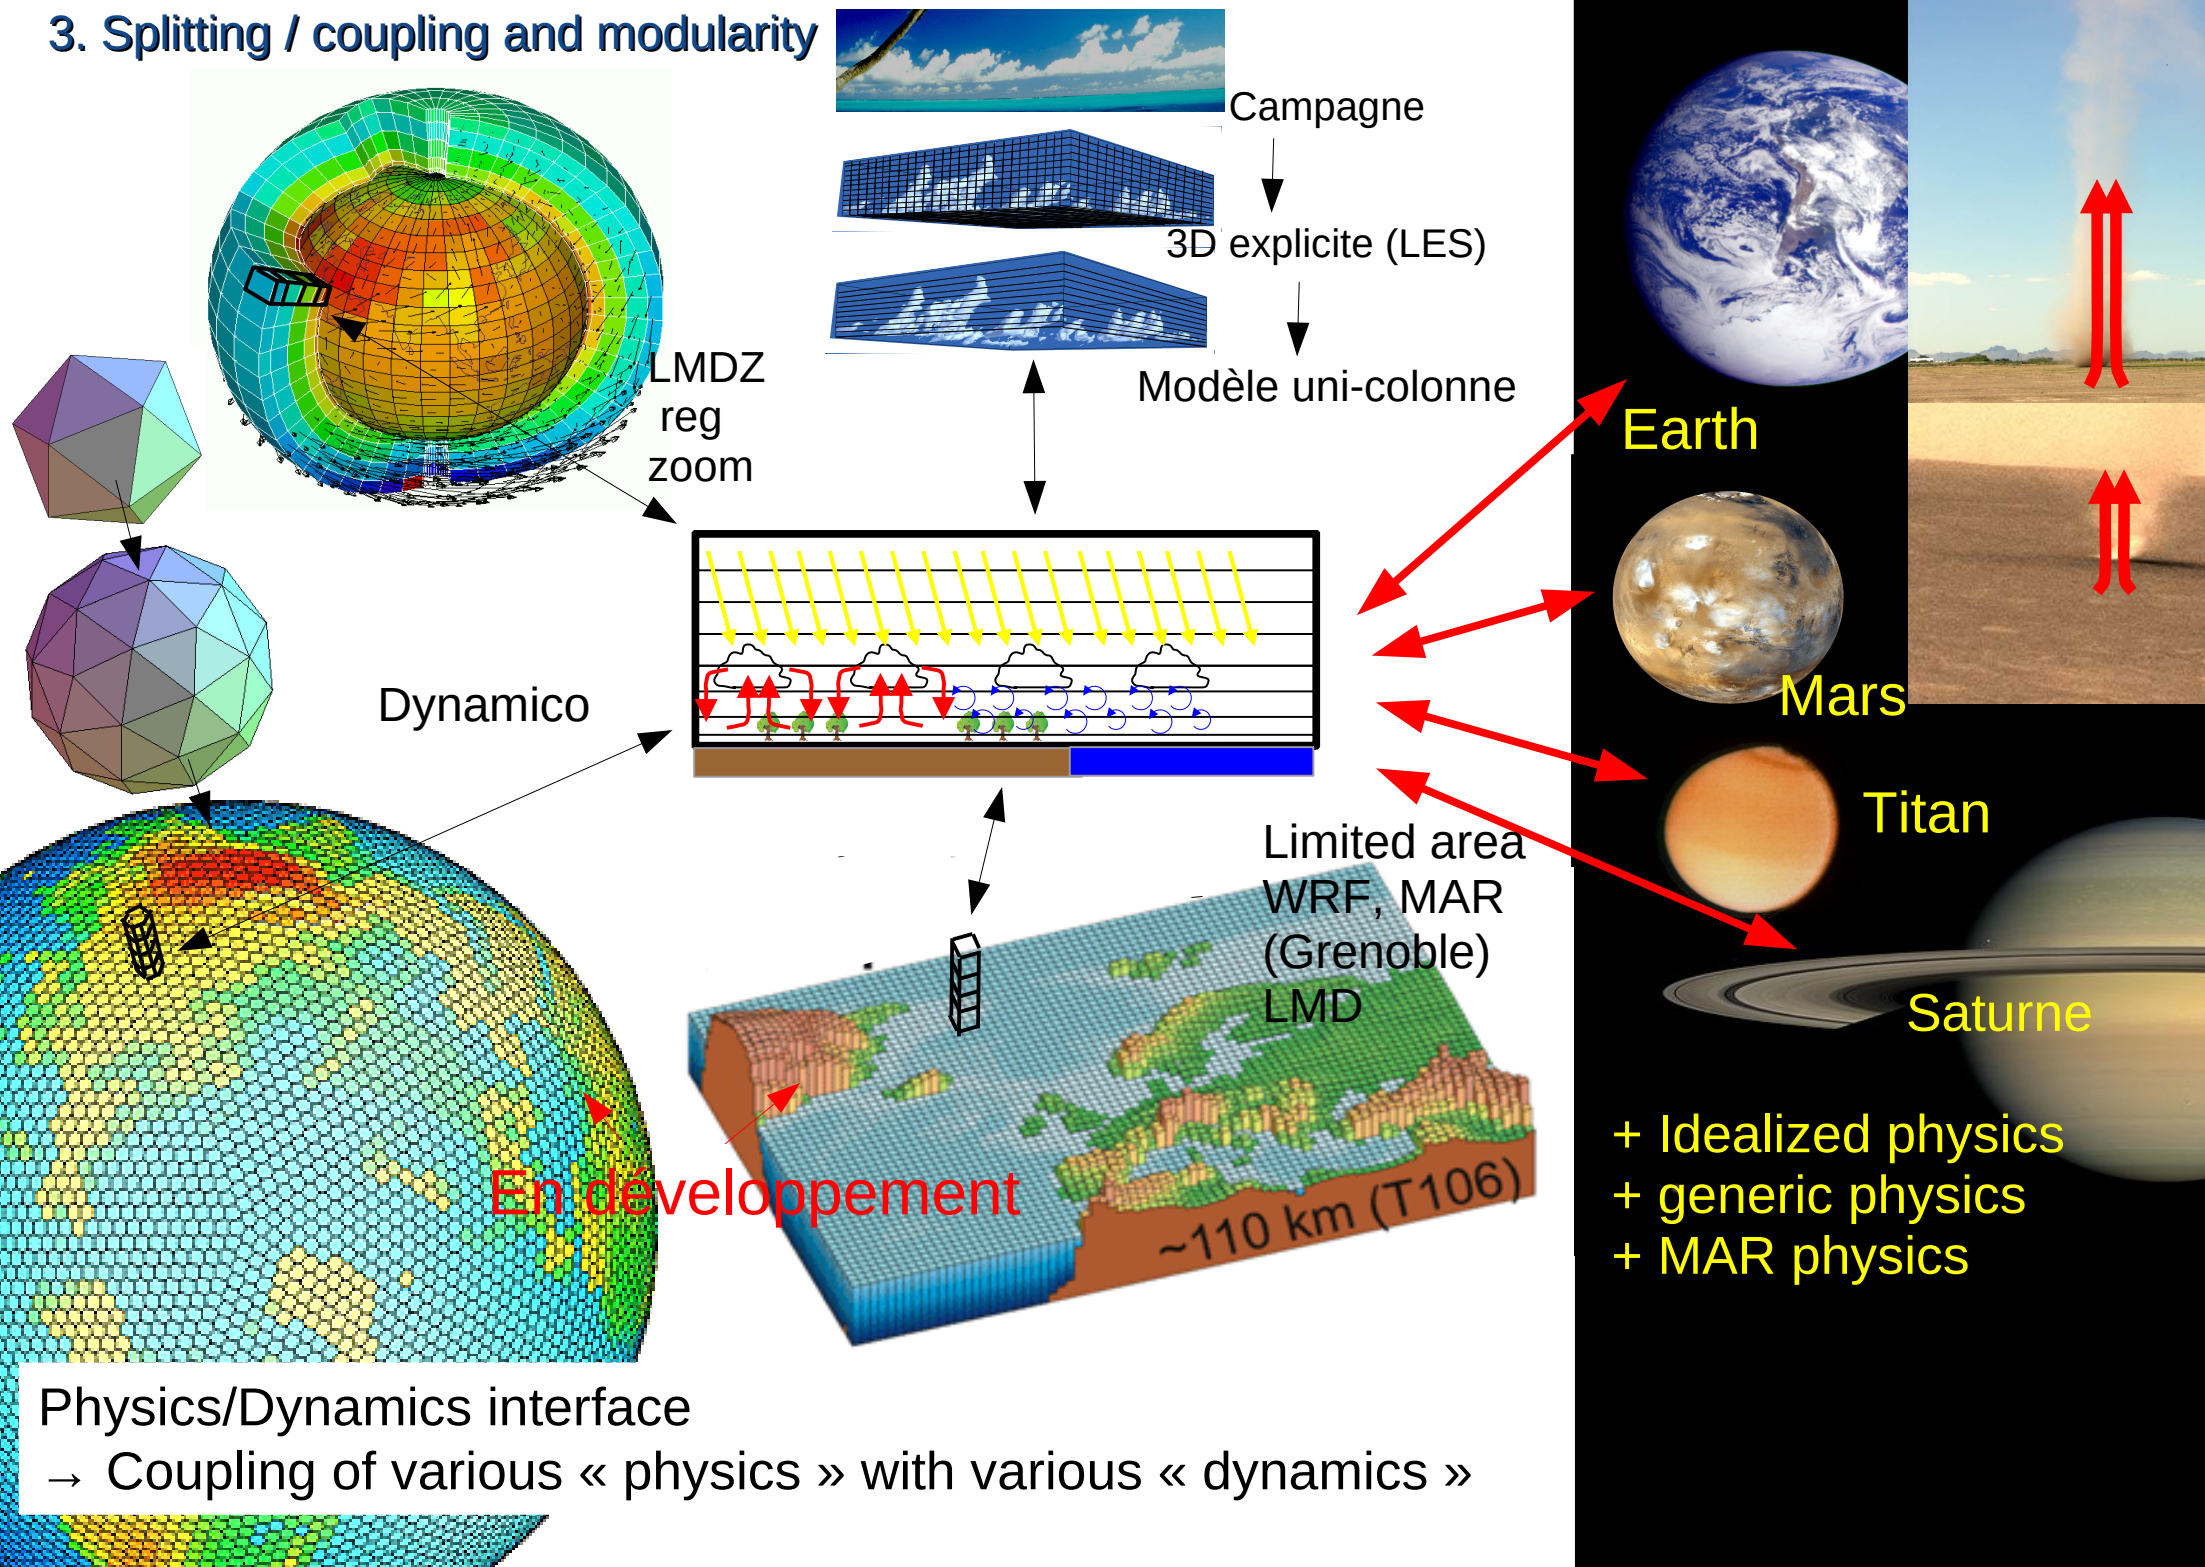 3. Splitting / coupling and modularity
Campagne
3D explicite (LES)
Modèle uni-colonne
LMDZ
reg
zoom
Earth
Mars
Dynamico
Titan
Limited area
WRF, MAR
(Grenoble)
LMD
Saturne
+ Idealized physics
+ generic physics
+ MAR physics
En développement
~110 km (T106)
Physics/Dynamics interface
→ Coupling of various « physics » with various « dynamics »